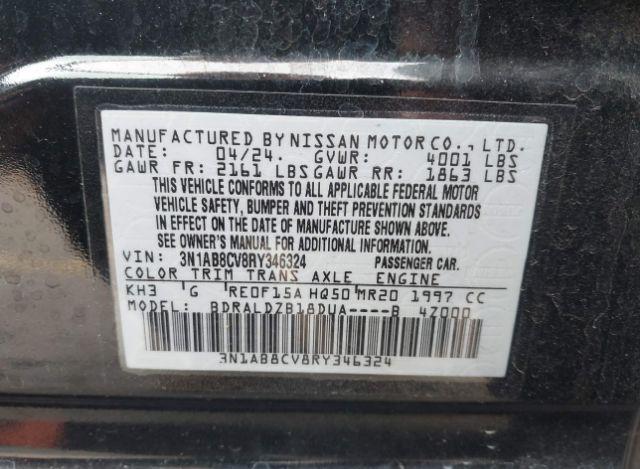 MANUFACTURED BY NISSAN MOTOR CO., LTD.
DATE: 04/24. GVWR: 4001 LBS
GAWR FR: 2161 LBS GAWR RR: 1863 LBS
THIS VEHICLE CONFORMS TO ALL APPLICABLE FEDERAL MOTOR
VEHICLE SAFETY, BUMPER AND THEFT PREVENTION STANDARDS
IN EFFECT ON THE DATE OF MANUFACTURE SHOWN ABOVE.
SEE OWNER'S MANUAL FOR ADDITIONAL INFORMATION.
VIN: 3N1AB8CV8RY346324 PASSENGER CAR.
COLOR TRIM TRANS AXLE ENGINE
KH3 G RE0F15A HQ50 MR20 1997 CC
MODEL: BDRALDZB18DUA----B 4Z000
3N1AB8CV8RY346324